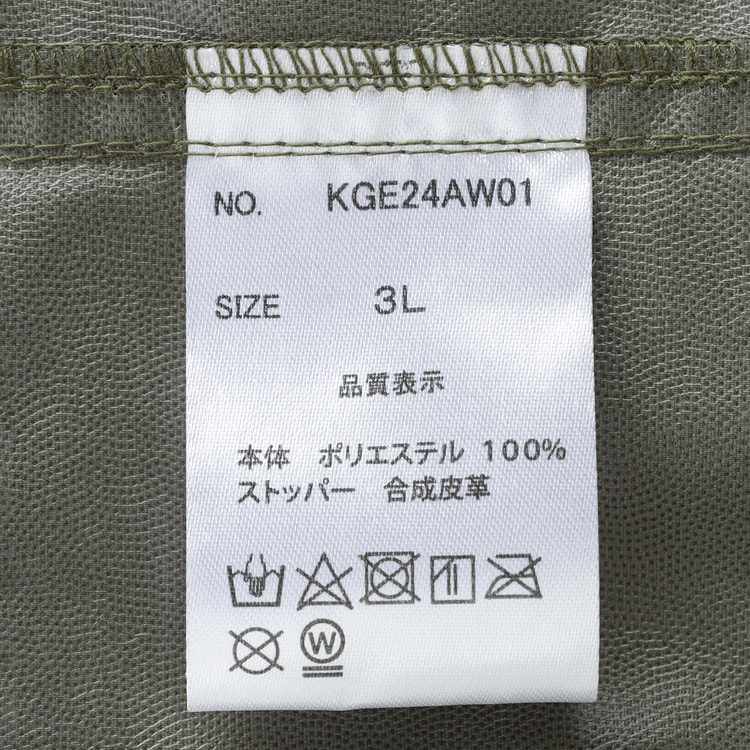 NO. KGE24AW01
SIZE 3L
品質表示
本体 ポリエステル 100%
ストッパー 合成皮革
W